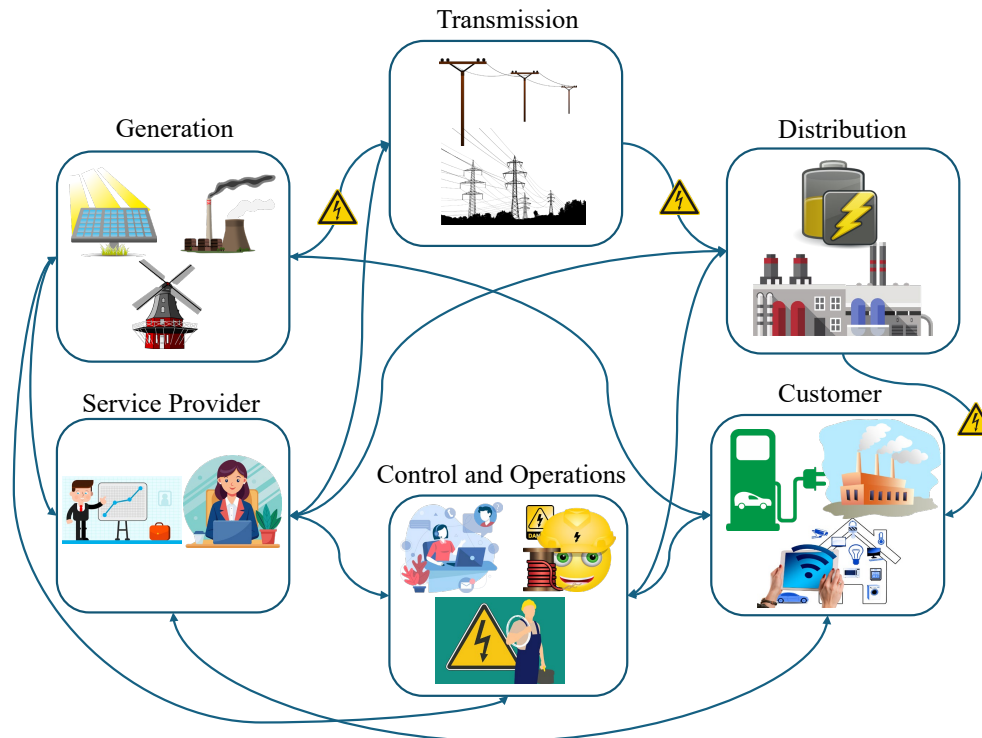 Transmission
Generation
Distribution
Service Provider
Customer
Control and Operations